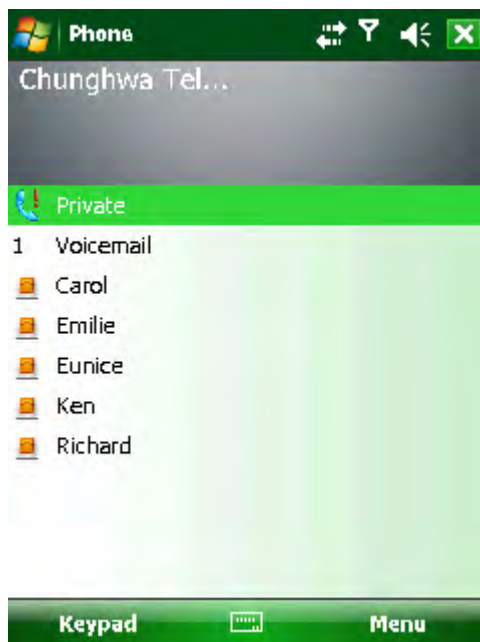 Phone
Chunghwa Tel...
Private
1 Voicemail
Carol
Emilie
Eunice
Ken
Richard
Keypad Menu